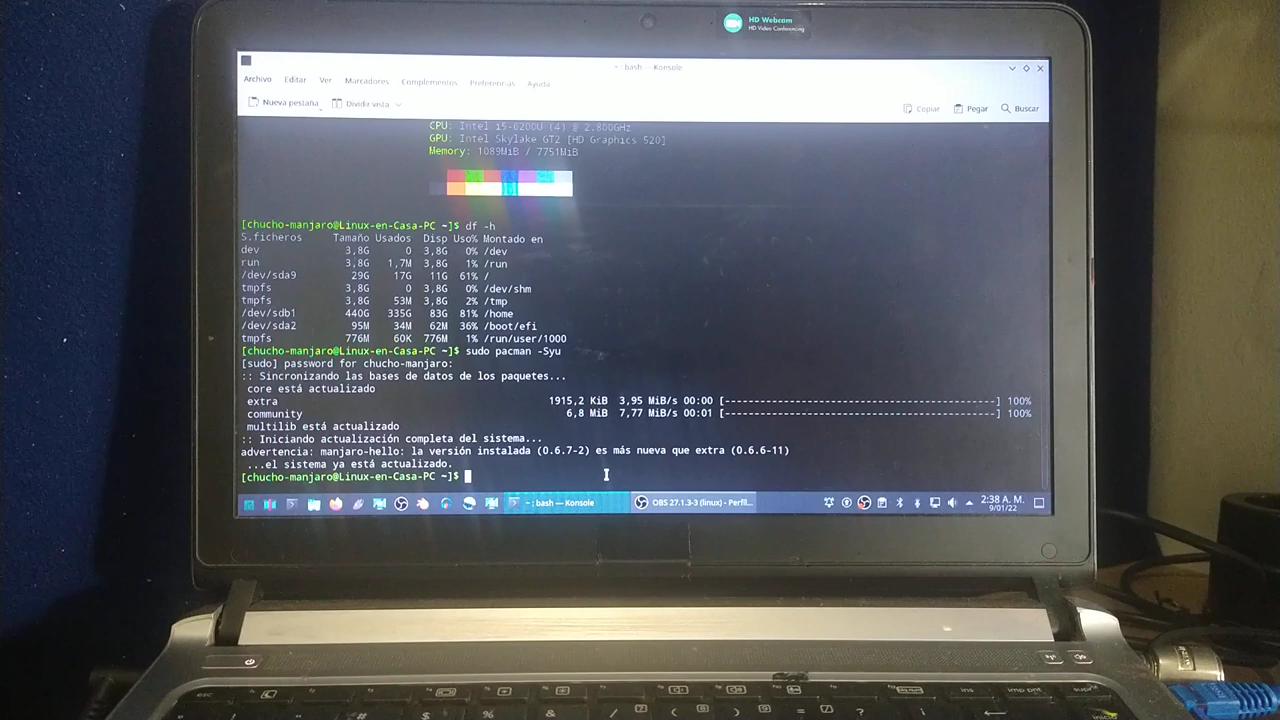 HD Webcam
HD Video Conferencing
~ : bash — Konsole
Archivo Editar Ver Marcadores Complementos Preferencias Ayuda
Nueva pestaña Dividir vista Copiar Pegar Buscar
CPU: Intel i5-6200U (4) @ 2.800GHz
GPU: Intel Skylake GT2 [HD Graphics 520]
Memory: 1089MiB / 7751MiB
[chucho-manjaro@Linux-en-Casa-PC ~]$ df -h
S.ficheros Tamaño Usados Disp Uso% Montado en
dev 3,8G 0 3,8G 0% /dev
run 3,8G 1,7M 3,8G 1% /run
/dev/sda9 29G 17G 11G 61% /
tmpfs 3,8G 0 3,8G 0% /dev/shm
tmpfs 3,8G 53M 3,8G 2% /tmp
/dev/sdb1 440G 335G 83G 81% /home
/dev/sda2 95M 34M 62M 36% /boot/efi
tmpfs 776M 60K 776M 1% /run/user/1000
[chucho-manjaro@Linux-en-Casa-PC ~]$ sudo pacman -Syu
[sudo] password for chucho-manjaro:
:: Sincronizando las bases de datos de los paquetes...
core está actualizado
extra 1915,2 KiB 3,95 MiB/s 00:00 [--------------------------------------------] 100%
community 6,8 MiB 7,77 MiB/s 00:01 [--------------------------------------------] 100%
multilib está actualizado
:: Iniciando actualización completa del sistema...
advertencia: manjaro-hello: la versión instalada (0.6.7-2) es más nueva que extra (0.6.6-11)
...el sistema ya está actualizado.
[chucho-manjaro@Linux-en-Casa-PC ~]$
~ : bash — Konsole OBS 27.1.3-3 (linux) - Perfil... 2:38 A. M.
9/01/22
esc ins imp pnt supr
# $ % & / ( ) = ?
inicio